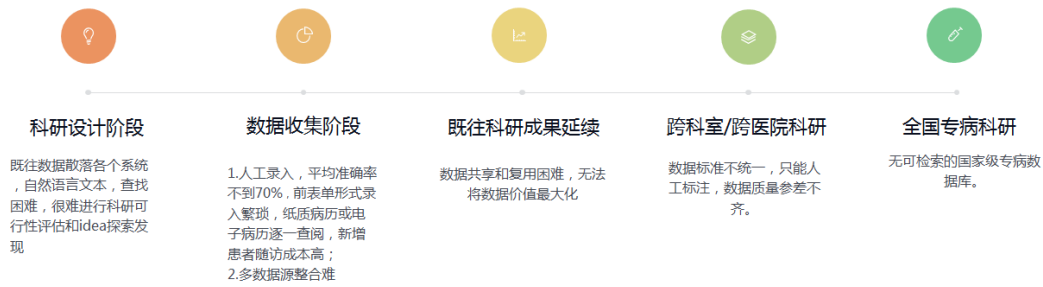 科研设计阶段
既往数据散落各个系统
，自然语言文本，查找
困难，很难进行科研可
行性评估和idea探索发
现
数据收集阶段
1.人工录入，平均准确率
不到70%，前表单形式录
入繁琐，纸质病历或电
子病历逐一查阅，新增
患者随访成本高；
2.多数据源整合难
既往科研成果延续
数据共享和复用困难，无法
将数据价值最大化
跨科室/跨医院科研
数据标准不统一，只能人
工标注，数据质量参差不
齐。
全国专病科研
无可检索的国家级专病数
据库。